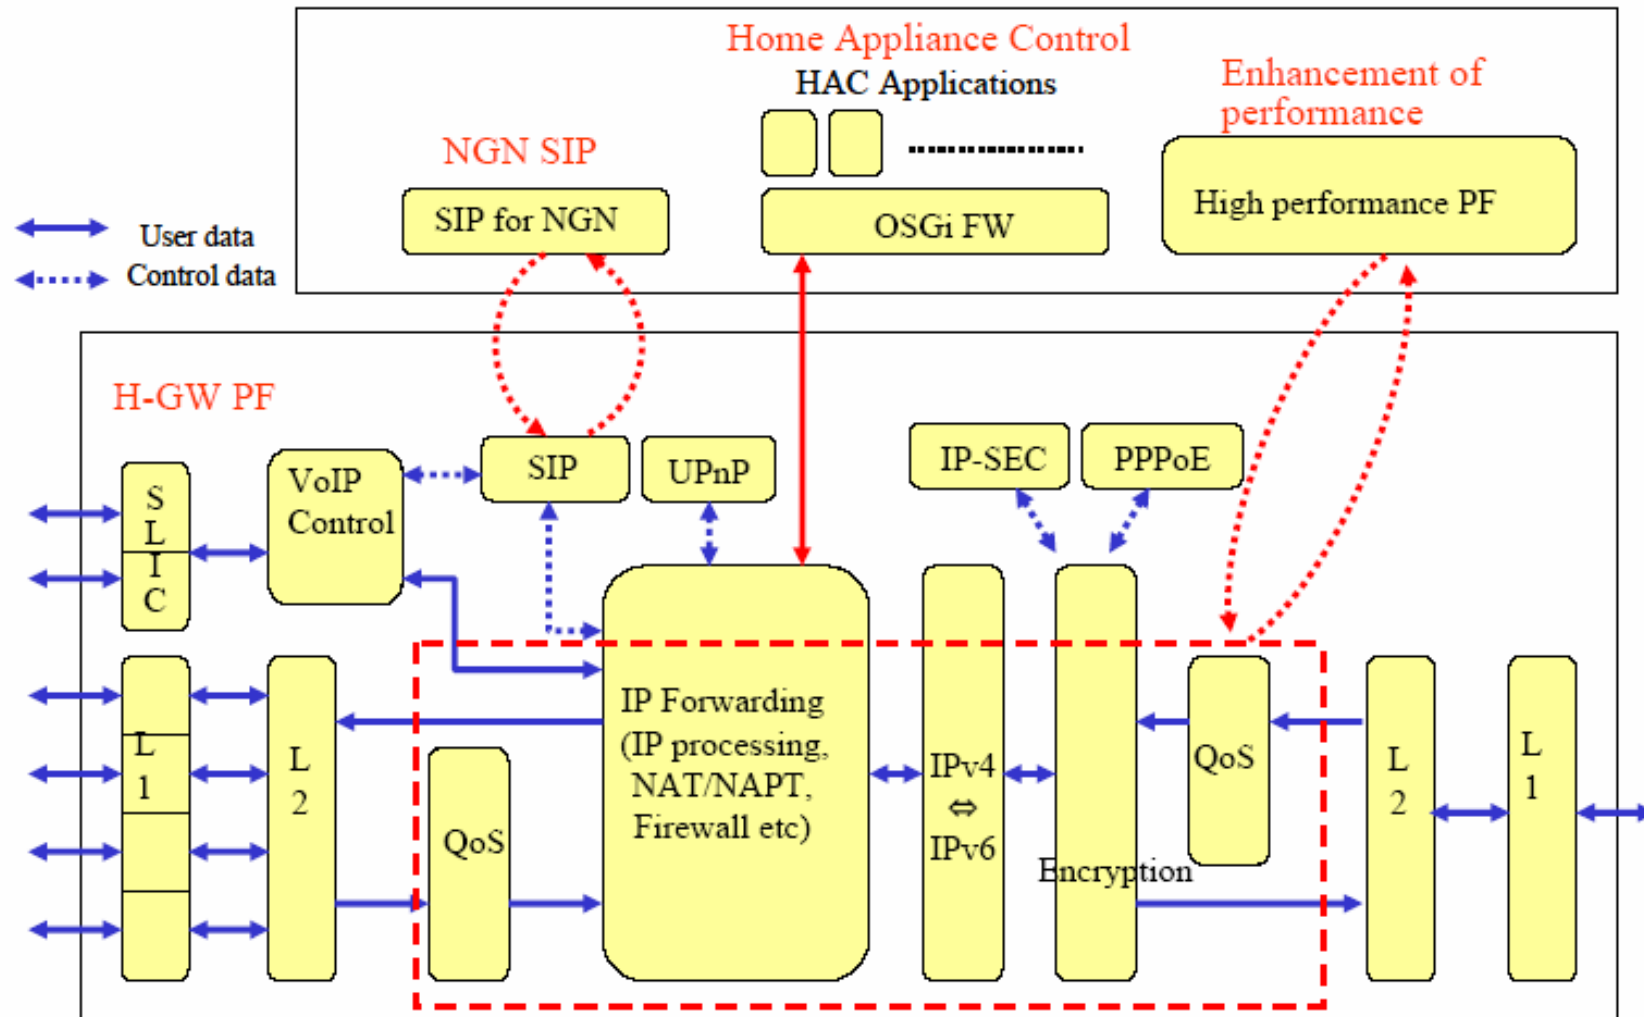 Home Appliance Control
HAC Applications
Enhancement of
performance
NGN SIP
SIP for NGN
OSGi FW
High performance PF
User data
Control data
H-GW PF
S
L
I
C
VoIP
Control
SIP
UPnP
IP-SEC
PPPoE
L
1
L
2
QoS
IP Forwarding
(IP processing,
NAT/NAPT,
Firewall etc)
IPv4
⇔
IPv6
Encryption
QoS
L
2
L
1